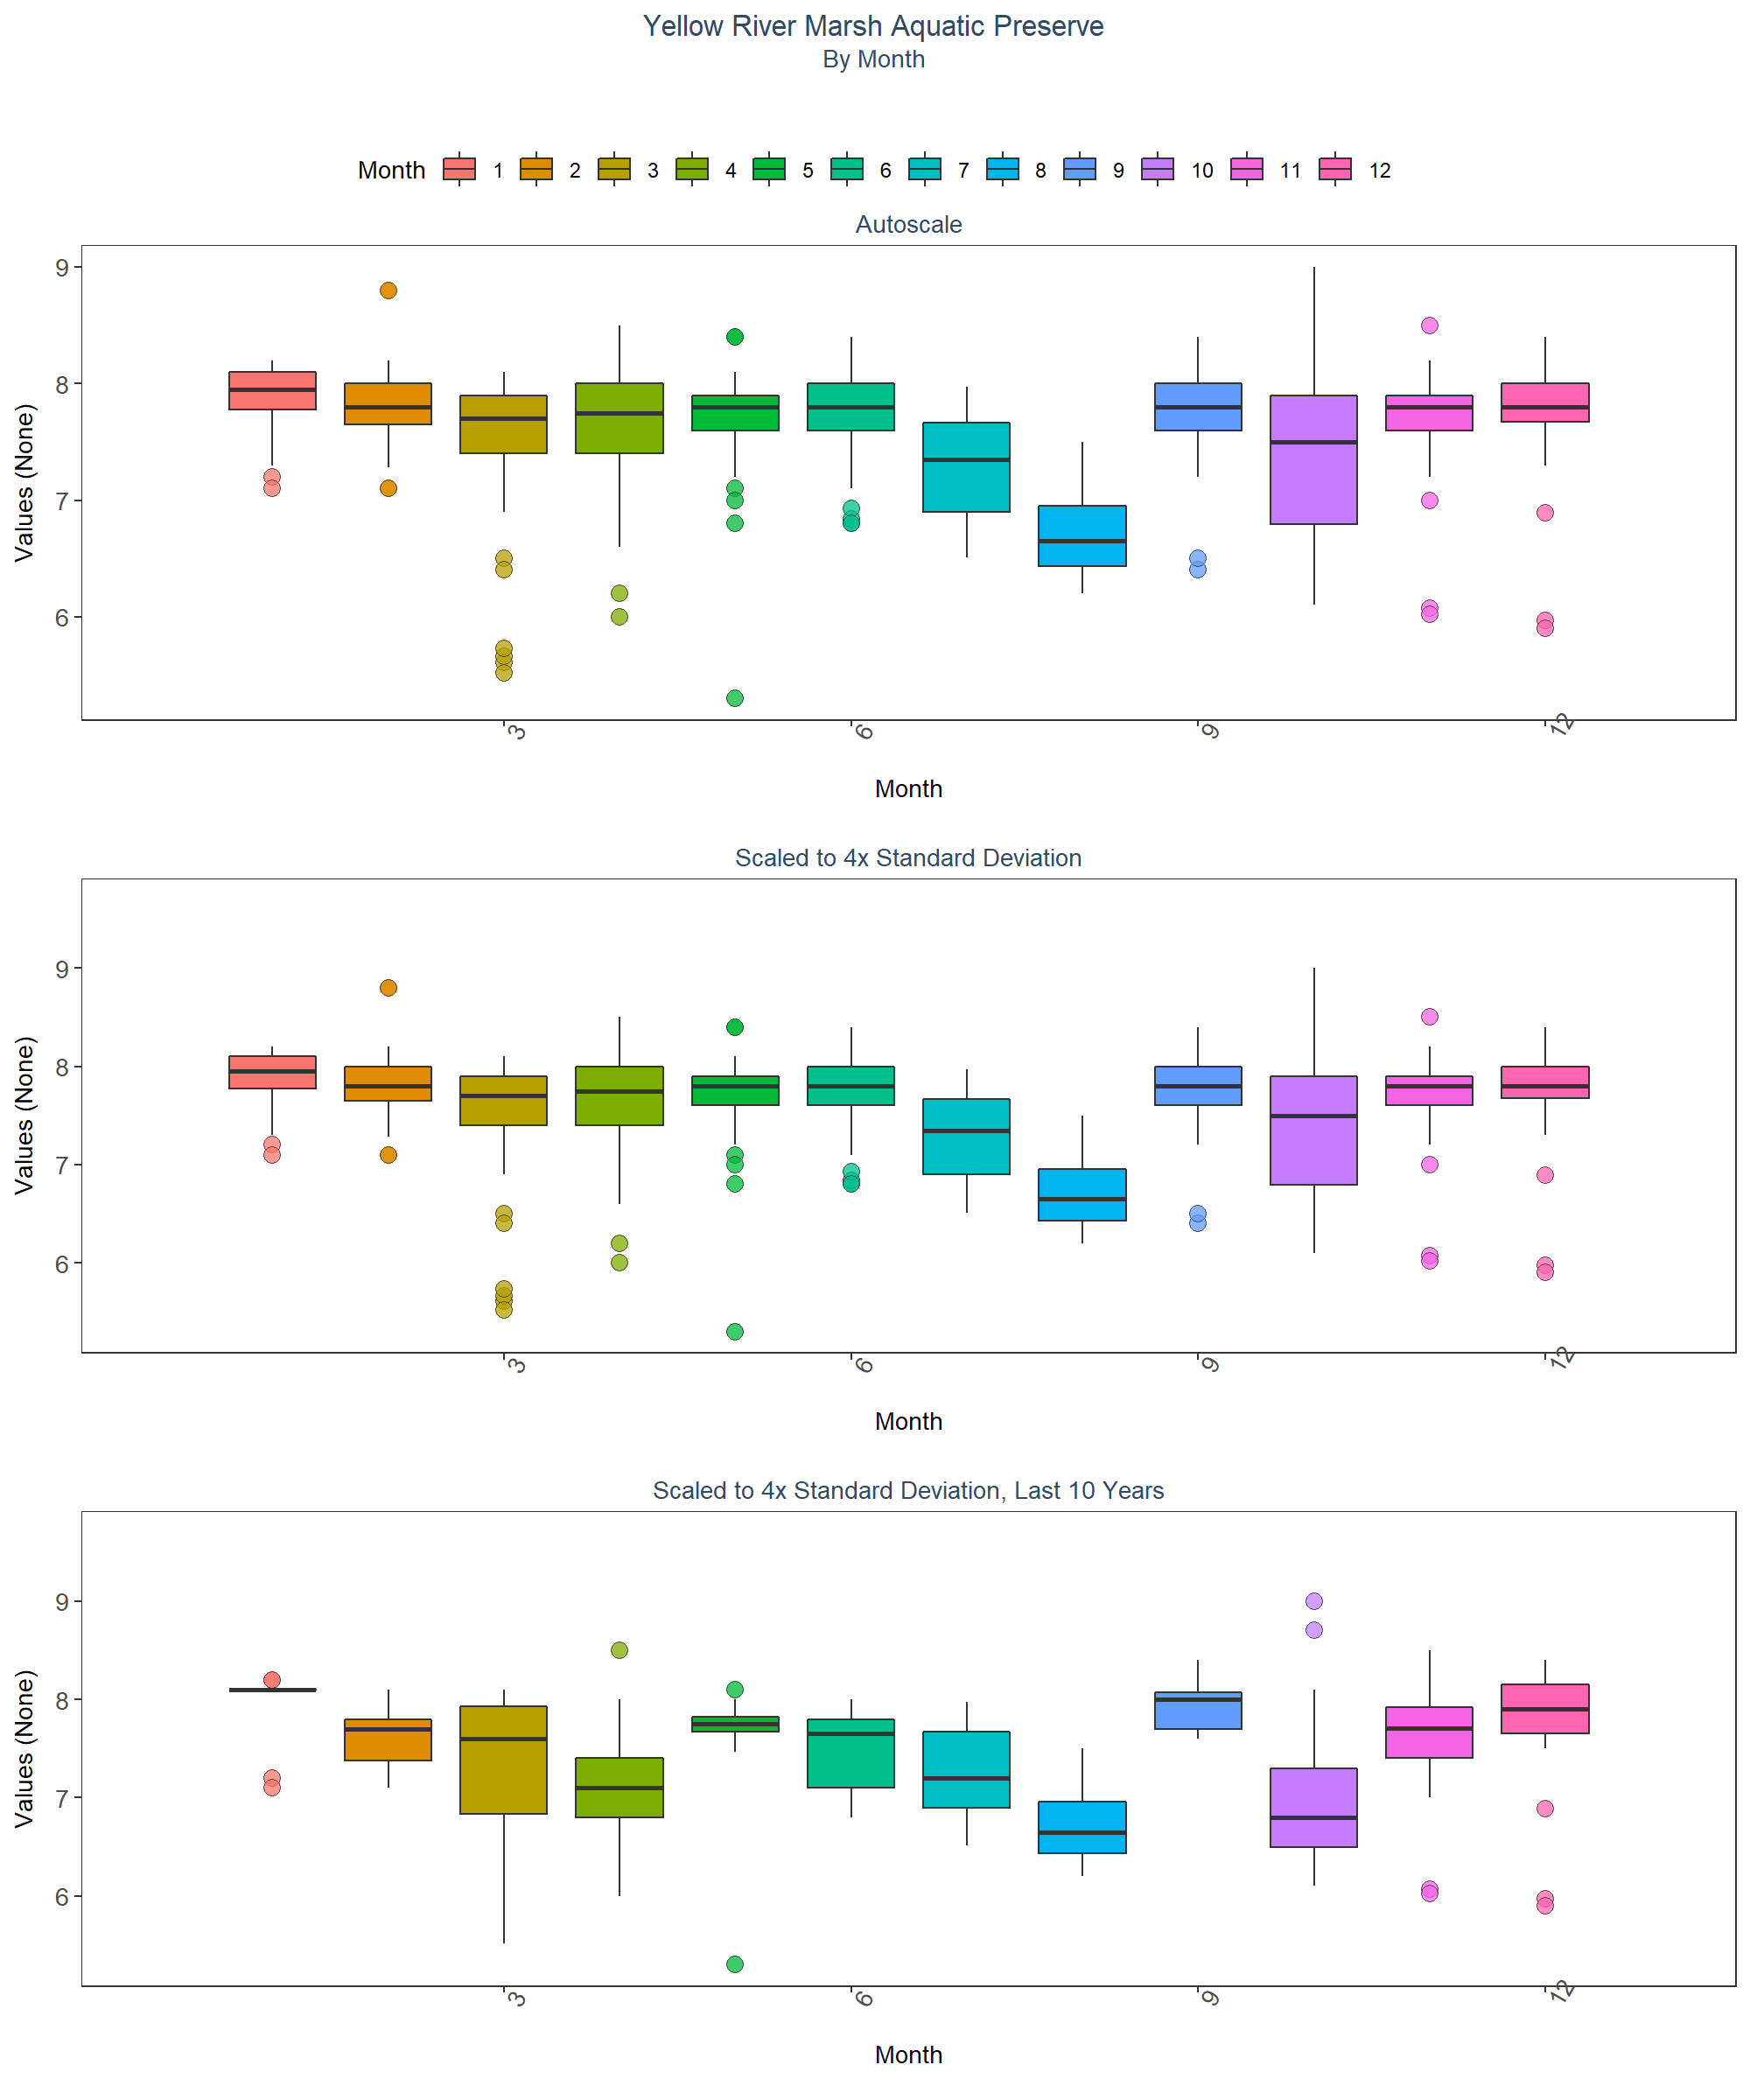 Yellow River Marsh Aquatic Preserve
By Month
Month 1 2 3 4 5 6 7 8 9 10 11 12
Autoscale
Values (None)
9
8
7
6
3 6 9 12
Month
Scaled to 4x Standard Deviation
Values (None)
9
8
7
6
3 6 9 12
Month
Scaled to 4x Standard Deviation, Last 10 Years
Values (None)
9
8
7
6
3 6 9 12
Month